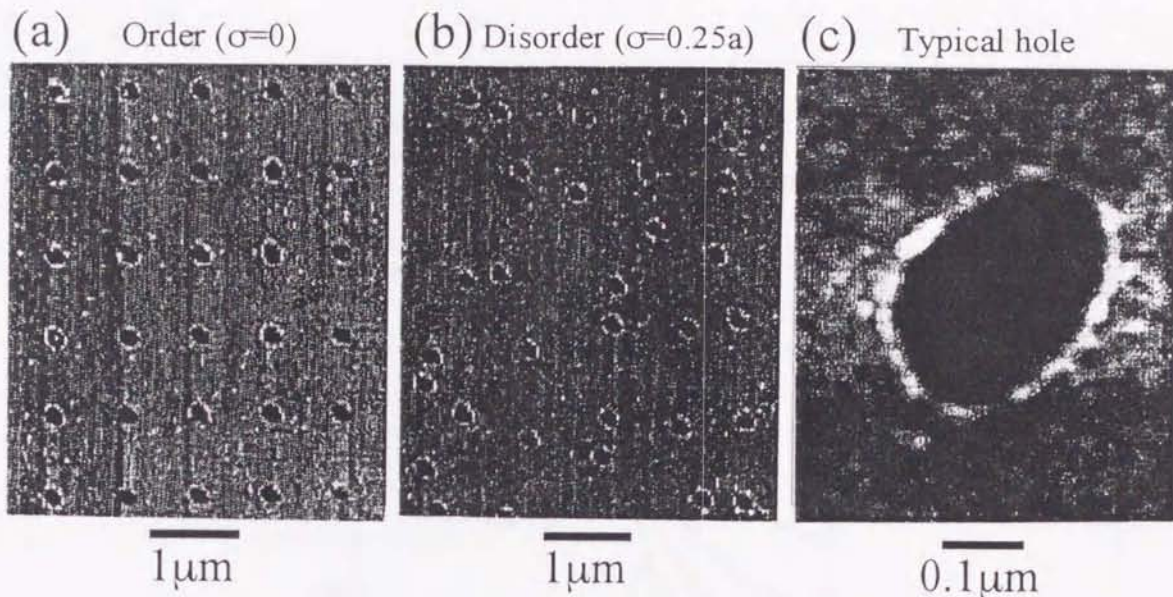 (a) Order (σ=0)
(b) Disorder (σ=0.25a)
(c) Typical hole
1μm
1μm
0.1μm